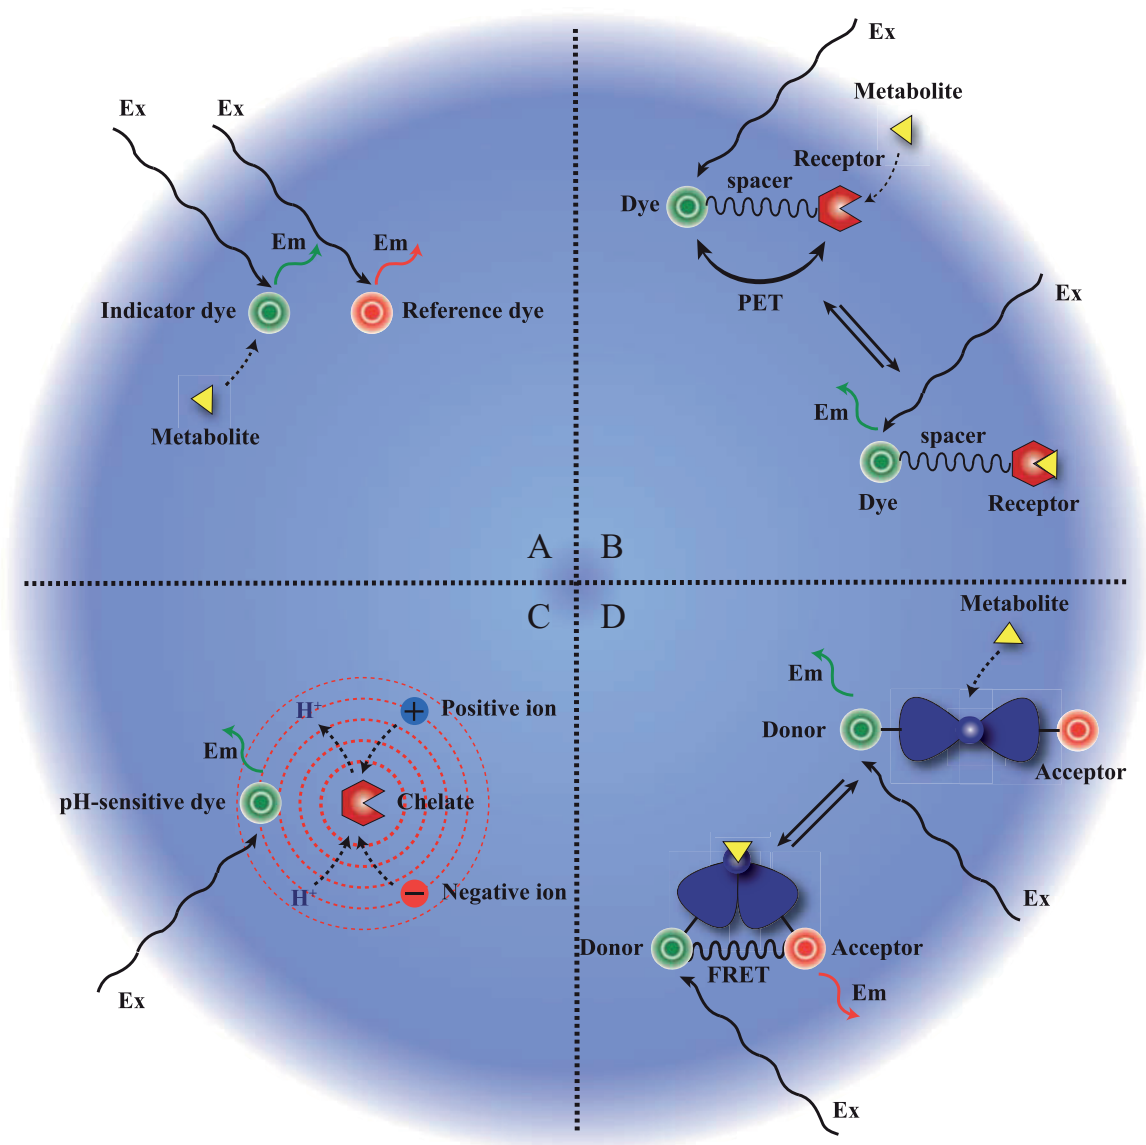 Ex
Ex
Em
Em
Indicator dye
Reference dye
Metabolite
A
Ex
Metabolite
Receptor
spacer
Dye
PET
Ex
Em
spacer
Dye
Receptor
B
C
H⁺
Positive ion
Em
pH-sensitive dye
Chelate
H⁺
Negative ion
Ex
D
Metabolite
Em
Donor
Acceptor
Ex
Donor
Acceptor
FRET
Em
Ex